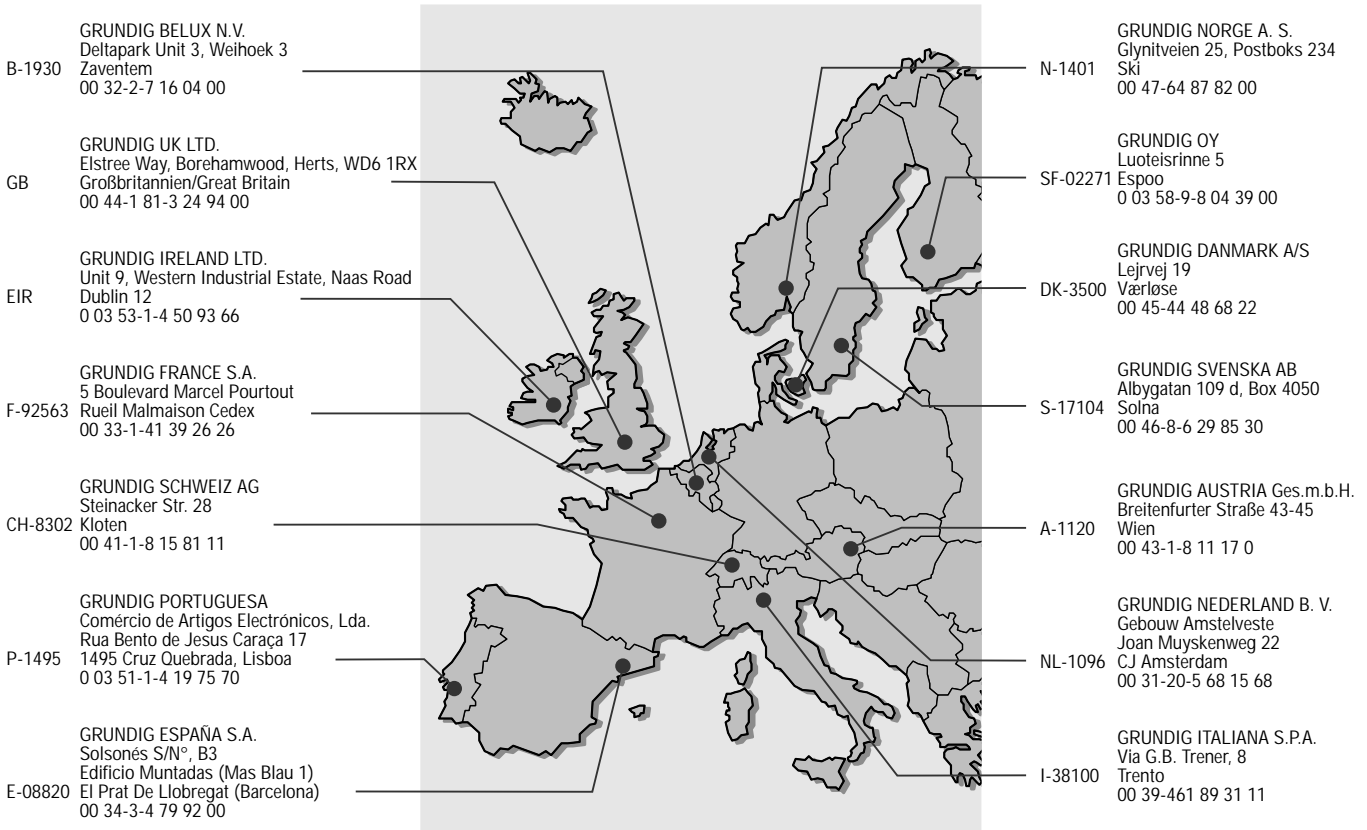 GRUNDIG BELUX N.V.
Deltapark Unit 3, Weihoek 3
B-1930 Zaventem
00 32-2-7 16 04 00
GRUNDIG UK LTD.
Elstree Way, Borehamwood, Herts, WD6 1RX
GB Großbritannien/Great Britain
00 44-1 81-3 24 94 00
GRUNDIG IRELAND LTD.
Unit 9, Western Industrial Estate, Naas Road
EIR Dublin 12
0 03 53-1-4 50 93 66
GRUNDIG FRANCE S.A.
5 Boulevard Marcel Pourtout
F-92563 Rueil Malmaison Cedex
00 33-1-41 39 26 26
GRUNDIG SCHWEIZ AG
Steinacker Str. 28
CH-8302 Kloten
00 41-1-8 15 81 11
GRUNDIG PORTUGUESA
Comércio de Artigos Electrónicos, Lda.
Rua Bento de Jesus Caraça 17
P-1495 1495 Cruz Quebrada, Lisboa
0 03 51-1-4 19 75 70
GRUNDIG ESPAÑA S.A.
Solsonés S/N°, B3
Edificio Muntadas (Mas Blau 1)
E-08820 El Prat De Llobregat (Barcelona)
00 34-3-4 79 92 00
GRUNDIG NORGE A. S.
Glynitveien 25, Postboks 234
N-1401 Ski
00 47-64 87 82 00
GRUNDIG OY
Luoteisrinne 5
SF-02271 Espoo
0 03 58-9-8 04 39 00
GRUNDIG DANMARK A/S
Lejrvej 19
DK-3500 Værløse
00 45-44 48 68 22
GRUNDIG SVENSKA AB
Albygatan 109 d, Box 4050
S-17104 Solna
00 46-8-6 29 85 30
GRUNDIG AUSTRIA Ges.m.b.H.
Breitenfurter Straße 43-45
A-1120 Wien
00 43-1-8 11 17 0
GRUNDIG NEDERLAND B. V.
Gebouw Amstelveste
Joan Muyskenweg 22
NL-1096 CJ Amsterdam
00 31-20-5 68 15 68
GRUNDIG ITALIANA S.P.A.
Via G.B. Trener, 8
I-38100 Trento
00 39-461 89 31 11